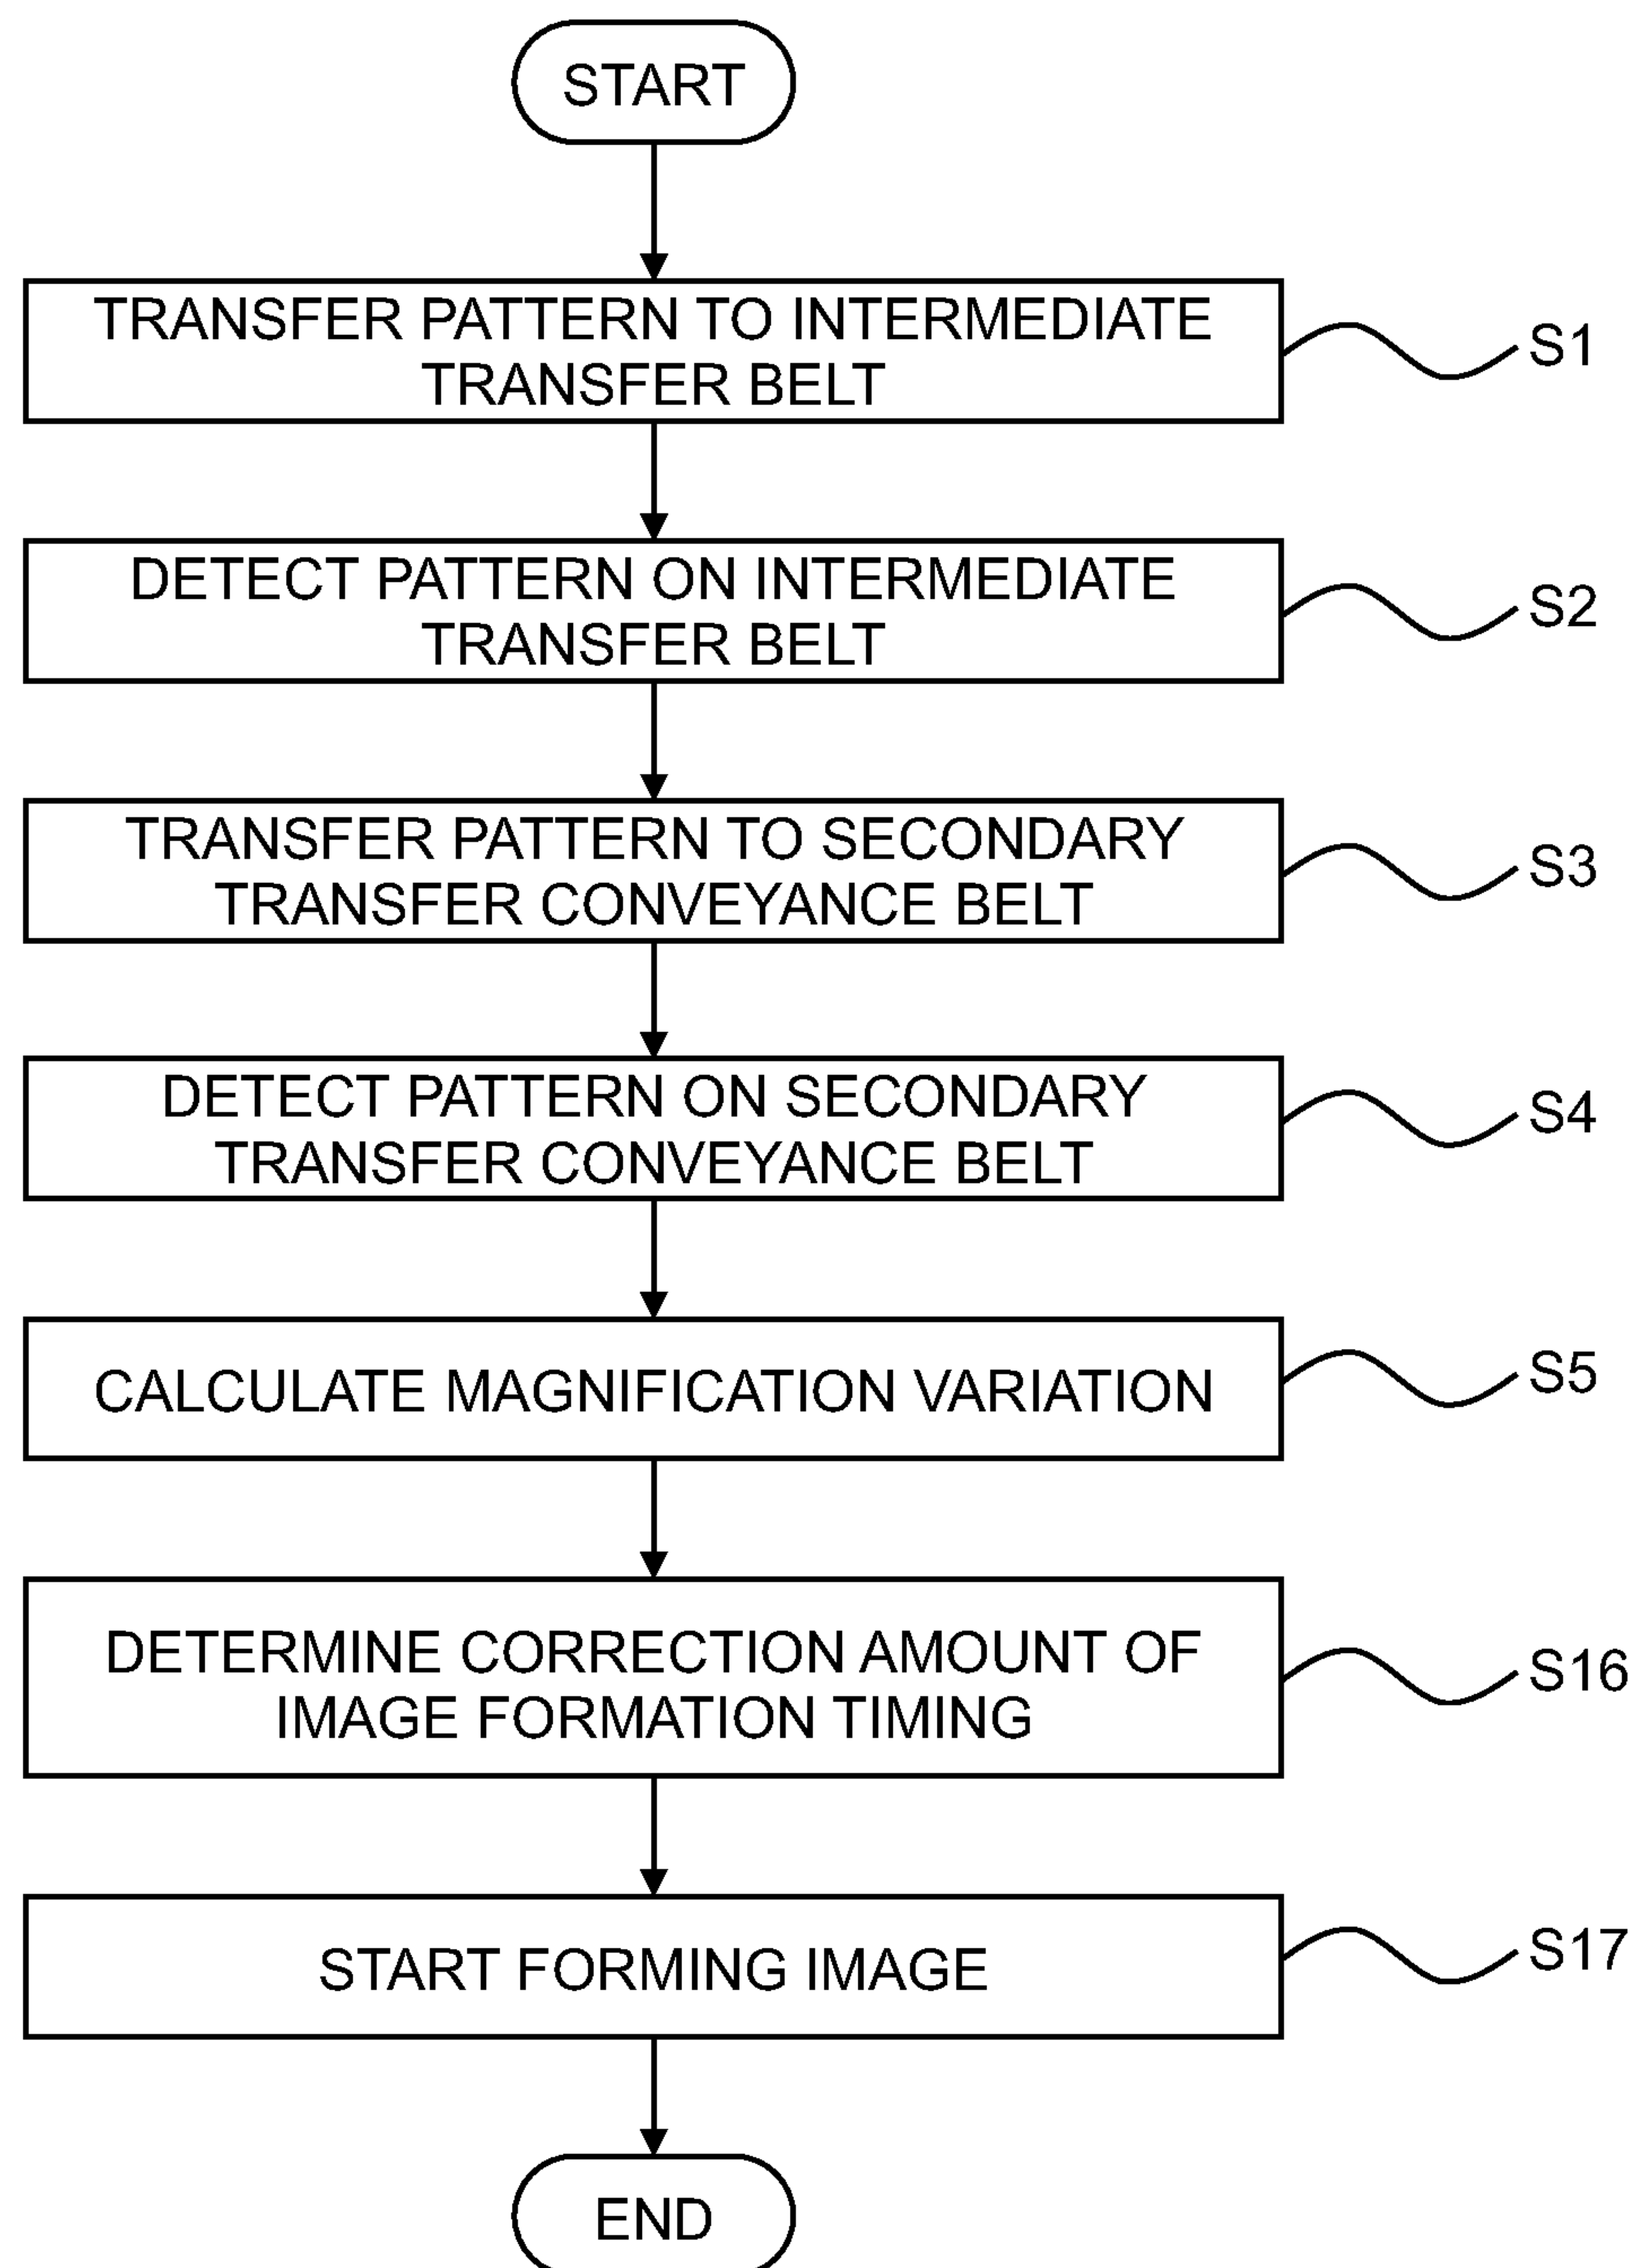 START
TRANSFER PATTERN TO INTERMEDIATE
TRANSFER BELT
S1
DETECT PATTERN ON INTERMEDIATE
TRANSFER BELT
S2
TRANSFER PATTERN TO SECONDARY
TRANSFER CONVEYANCE BELT
S3
DETECT PATTERN ON SECONDARY
TRANSFER CONVEYANCE BELT
S4
CALCULATE MAGNIFICATION VARIATION
S5
DETERMINE CORRECTION AMOUNT OF
IMAGE FORMATION TIMING
S16
START FORMING IMAGE
S17
END